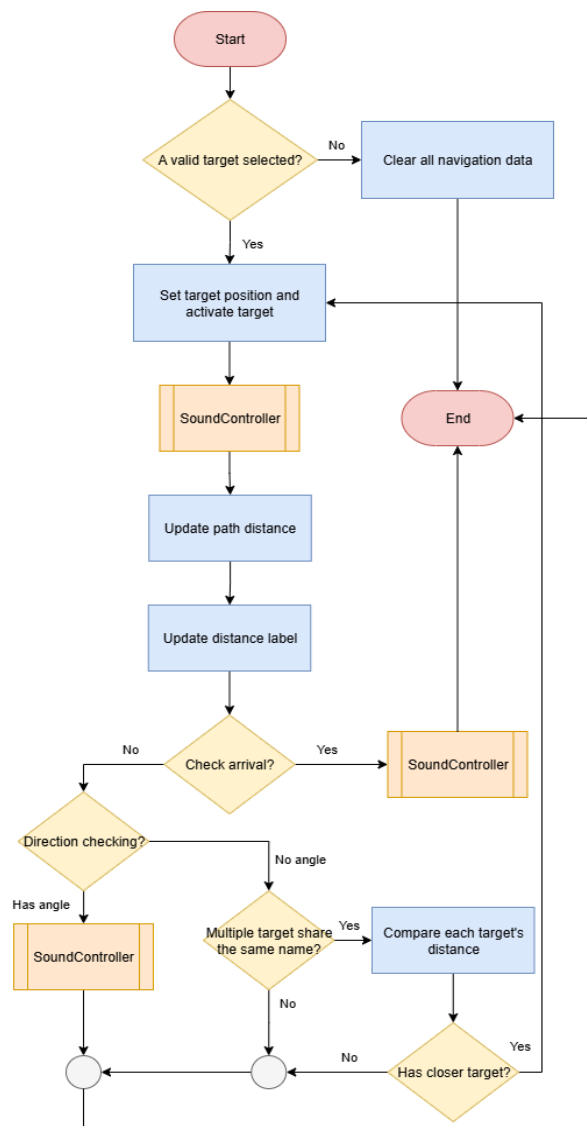 Start
A valid target selected?
No
Clear all navigation data
Yes
Set target position and
activate target
SoundController
End
Update path distance
Update distance label
Check arrival?
No
Yes
SoundController
Direction checking?
No angle
Has angle
SoundController
Multiple target share
the same name?
Yes
Compare each target's
distance
No
Has closer target?
No
Yes